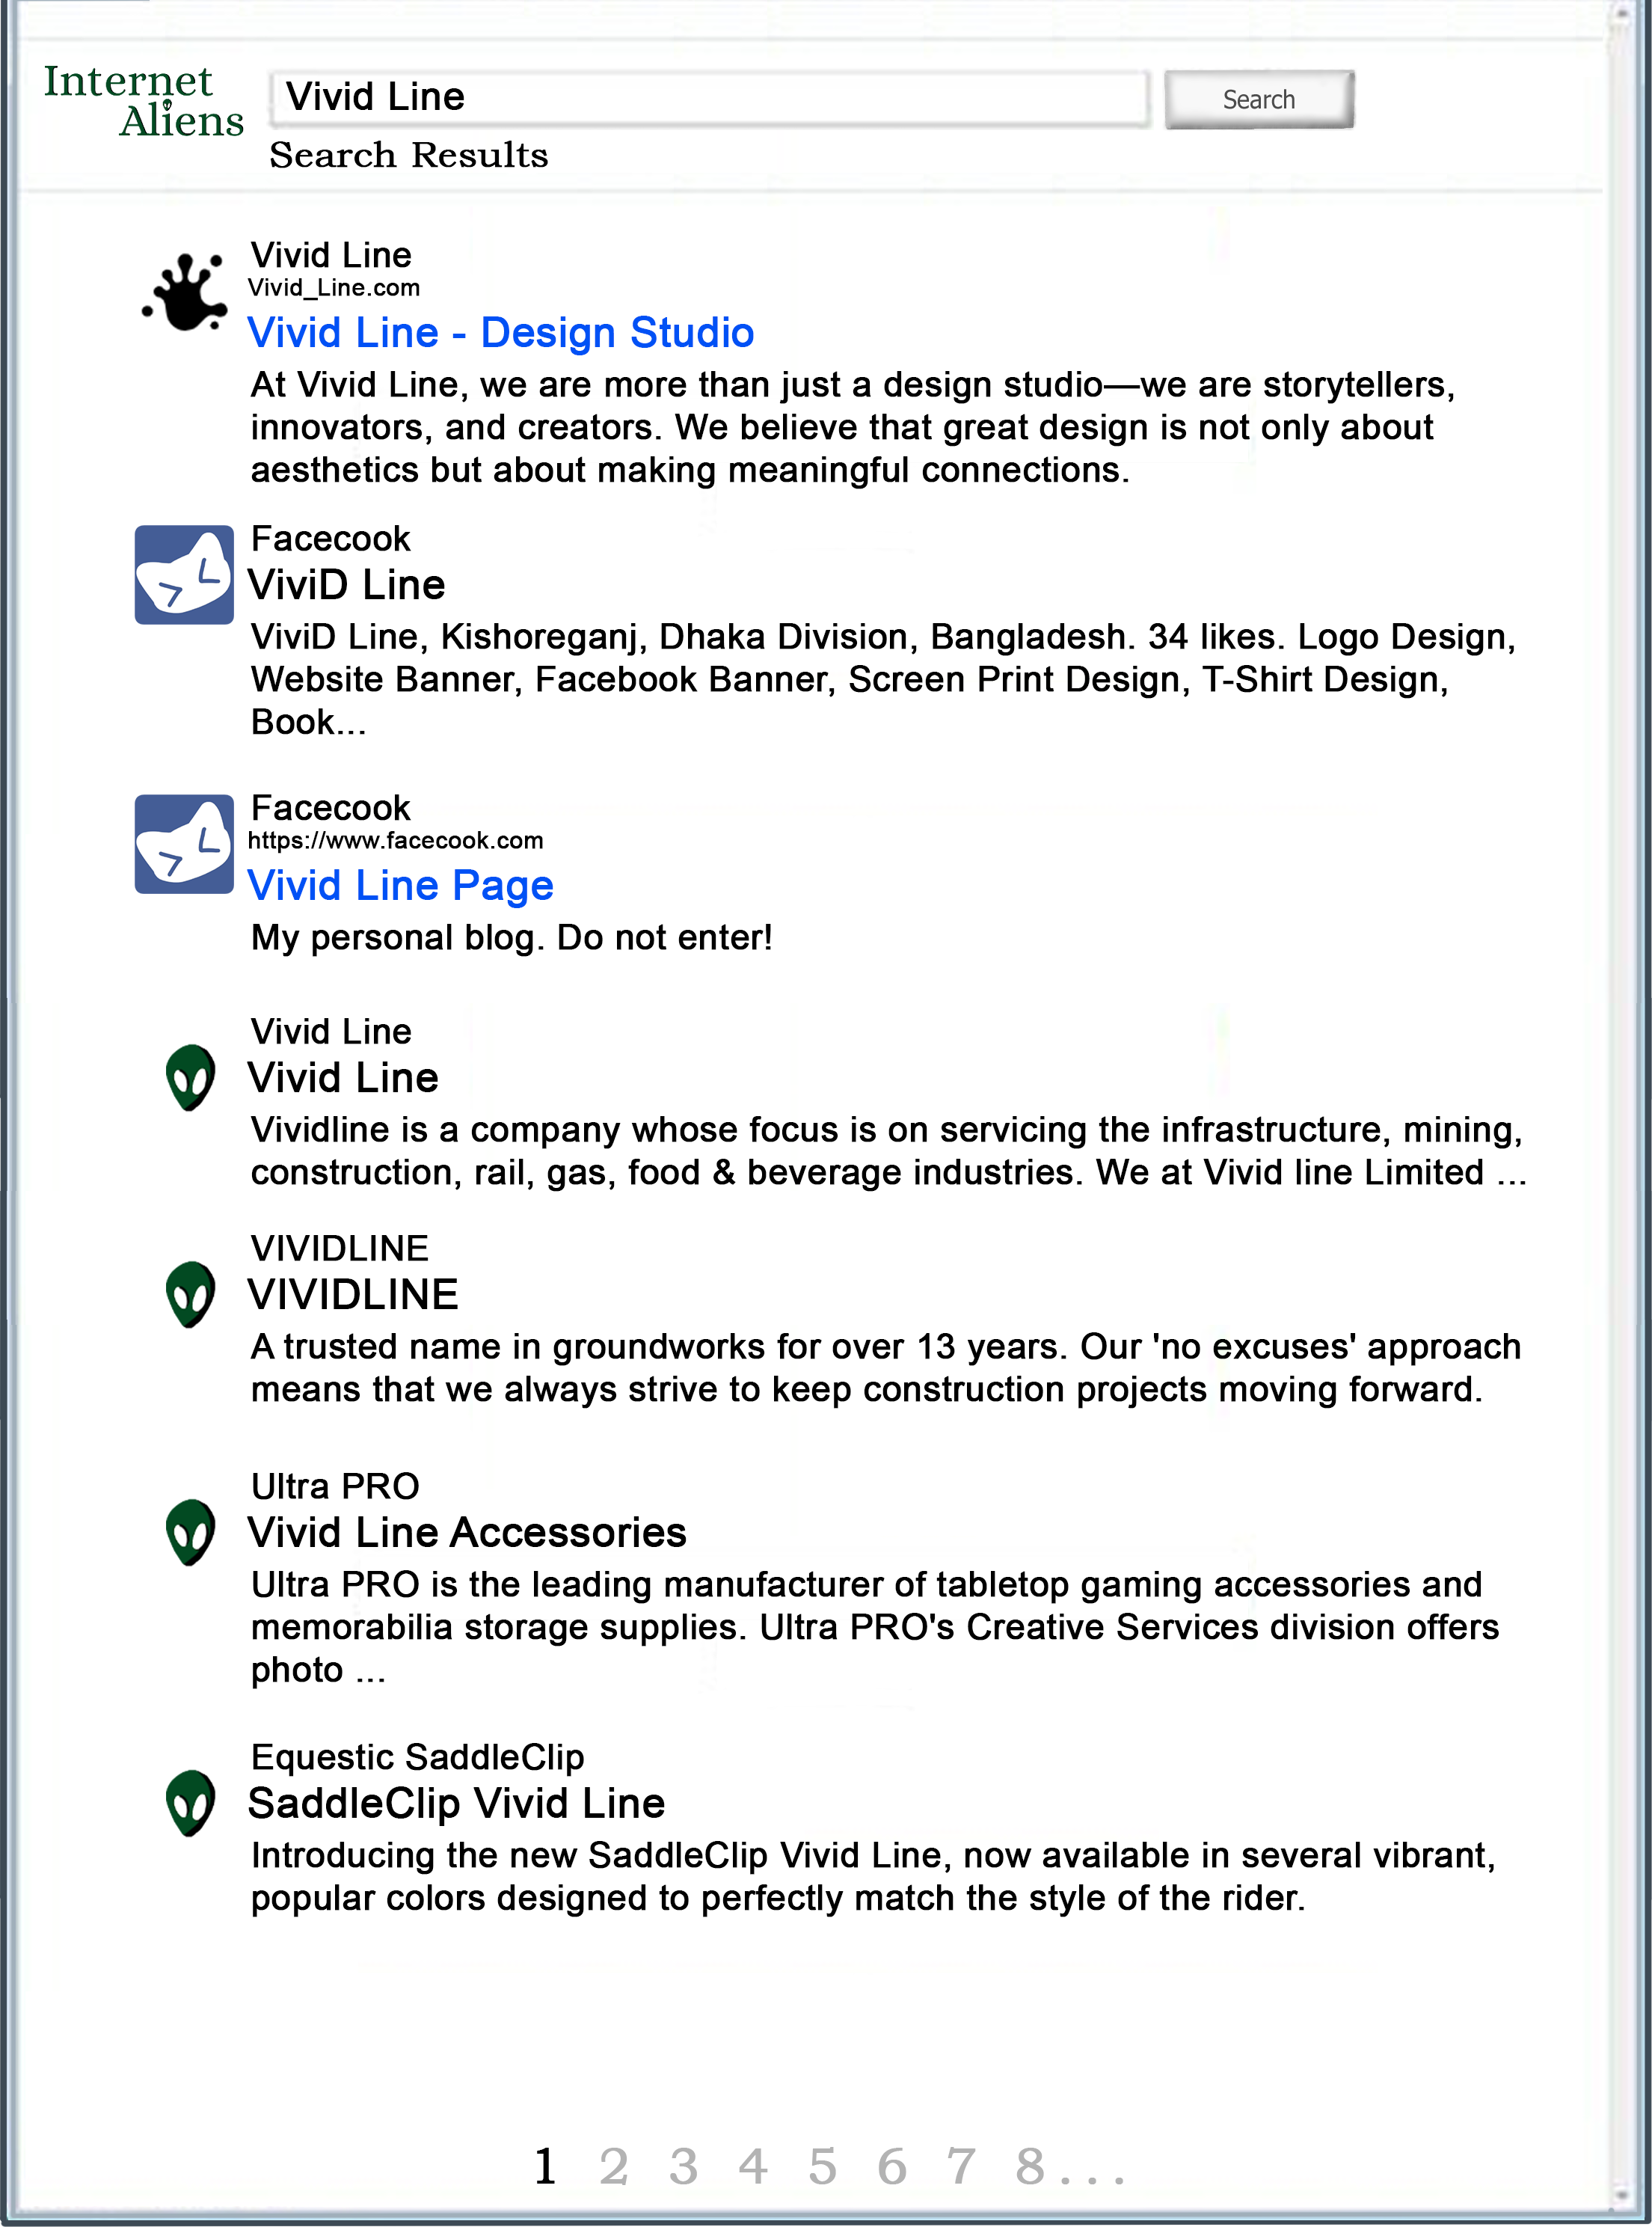 Internet
Aliens
Vivid Line
Search
Search Results
Vivid Line
Vivid_Line.com
Vivid Line - Design Studio
At Vivid Line, we are more than just a design studio—we are storytellers,
innovators, and creators. We believe that great design is not only about
aesthetics but about making meaningful connections.
Facecook
ViviD Line
ViviD Line, Kishoreganj, Dhaka Division, Bangladesh. 34 likes. Logo Design,
Website Banner, Facebook Banner, Screen Print Design, T-Shirt Design,
Book...
Facecook
https://www.facecook.com
Vivid Line Page
My personal blog. Do not enter!
Vivid Line
Vivid Line
Vividline is a company whose focus is on servicing the infrastructure, mining,
construction, rail, gas, food & beverage industries. We at Vivid line Limited ...
VIVIDLINE
VIVIDLINE
A trusted name in groundworks for over 13 years. Our 'no excuses' approach
means that we always strive to keep construction projects moving forward.
Ultra PRO
Vivid Line Accessories
Ultra PRO is the leading manufacturer of tabletop gaming accessories and
memorabilia storage supplies. Ultra PRO's Creative Services division offers
photo ...
Equestic SaddleClip
SaddleClip Vivid Line
Introducing the new SaddleClip Vivid Line, now available in several vibrant,
popular colors designed to perfectly match the style of the rider.
1 2 3 4 5 6 7 8...